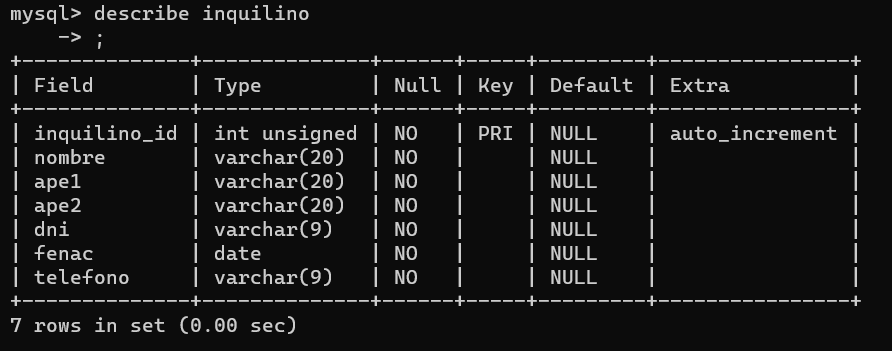 mysql> describe inquilino
    -> ;
+--------------+--------------+------+-----+---------+----------------+
| Field        | Type         | Null | Key | Default | Extra          |
+--------------+--------------+------+-----+---------+----------------+
| inquilino_id | int unsigned | NO   | PRI | NULL    | auto_increment |
| nombre       | varchar(20)  | NO   |     | NULL    |                |
| ape1         | varchar(20)  | NO   |     | NULL    |                |
| ape2         | varchar(20)  | NO   |     | NULL    |                |
| dni          | varchar(9)   | NO   |     | NULL    |                |
| fenac        | date         | NO   |     | NULL    |                |
| telefono     | varchar(9)   | NO   |     | NULL    |                |
+--------------+--------------+------+-----+---------+----------------+
7 rows in set (0.00 sec)